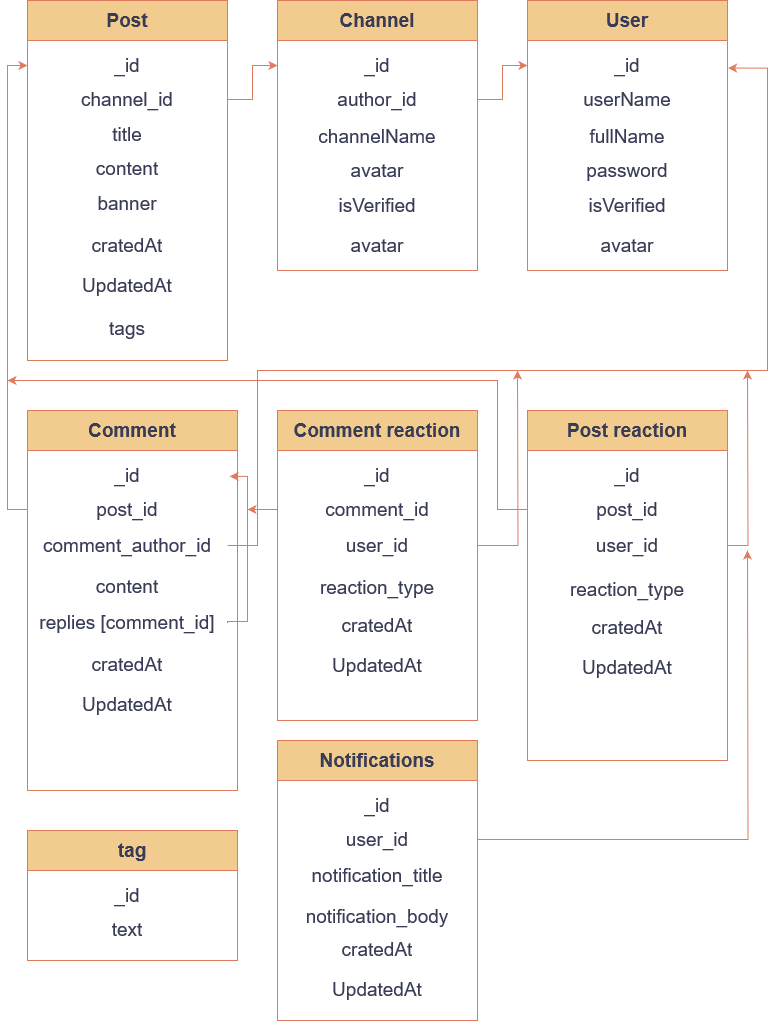 Post
_id
channel_id
title
content
banner
cratedAt
UpdatedAt
tags
Channel
_id
author_id
channelName
avatar
isVerified
avatar
User
_id
userName
fullName
password
isVerified
avatar
Comment
_id
post_id
comment_author_id
content
replies [comment_id]
cratedAt
UpdatedAt
Comment reaction
_id
comment_id
user_id
reaction_type
cratedAt
UpdatedAt
Post reaction
_id
post_id
user_id
reaction_type
cratedAt
UpdatedAt
Notifications
_id
user_id
notification_title
notification_body
cratedAt
UpdatedAt
tag
_id
text